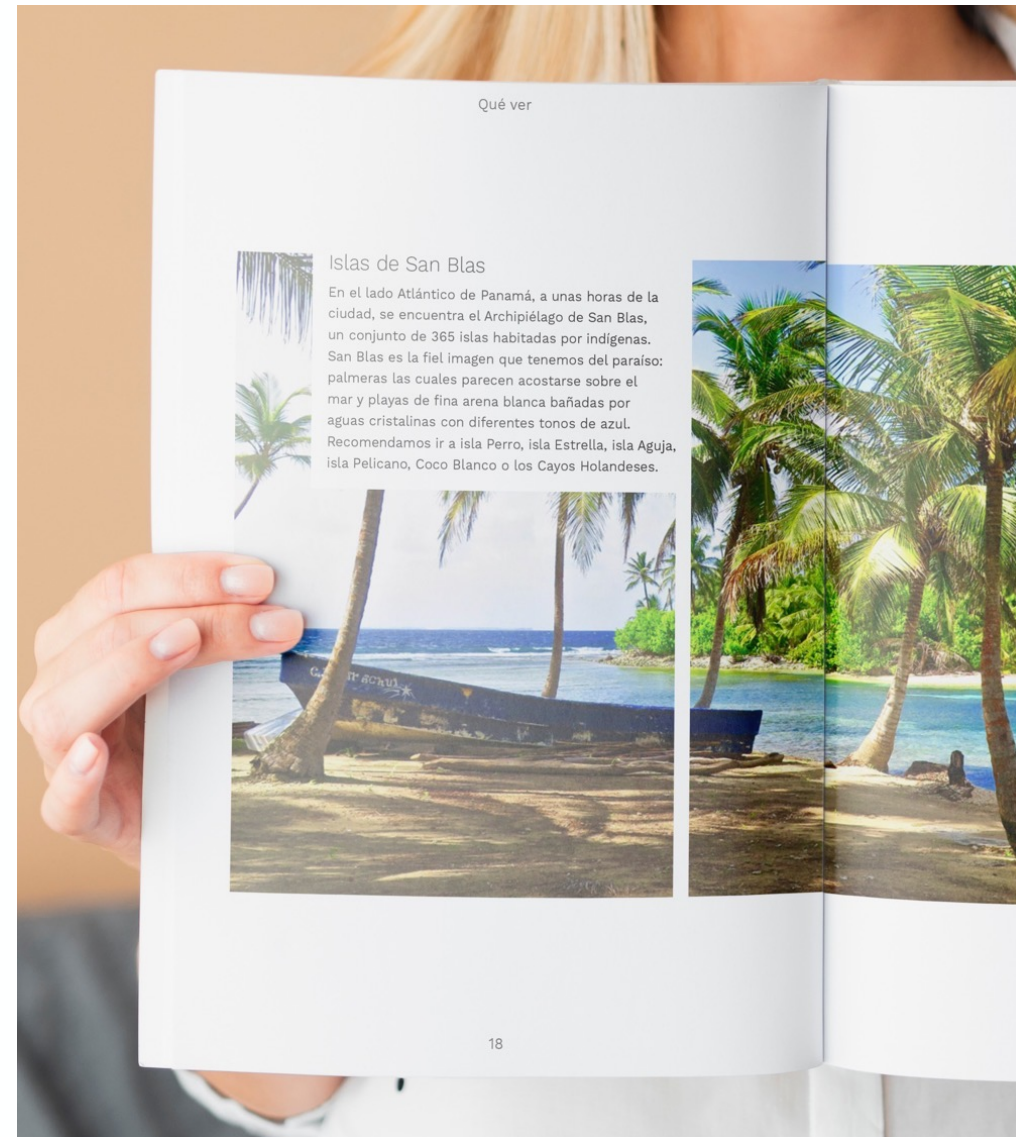 Qué ver
Islas de San Blas
En el lado Atlántico de Panamá, a unas horas de la
ciudad, se encuentra el Archipiélago de San Blas,
un conjunto de 365 islas habitadas por indígenas.
San Blas es la fiel imagen que tenemos del paraíso:
palmeras las cuales parecen acostarse sobre el
mar y playas de fina arena blanca bañadas por
aguas cristalinas con diferentes tonos de azul.
Recomendamos ir a isla Perro, isla Estrella, isla Aguja,
isla Pelicano, Coco Blanco o los Cayos Holandeses.
18